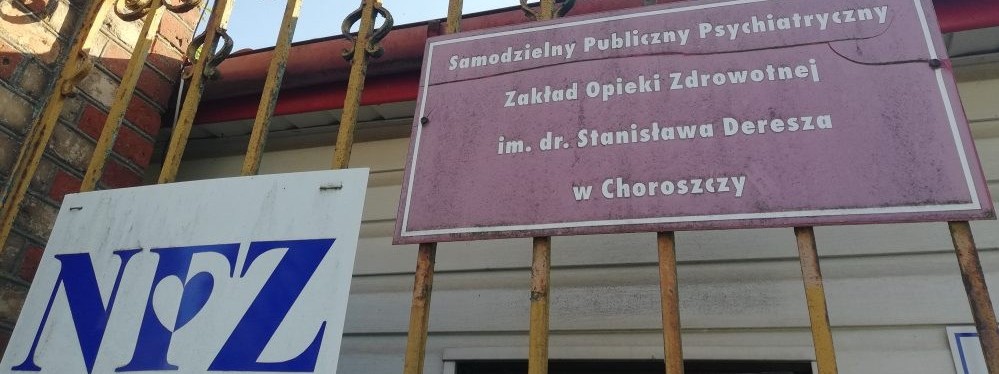 Samodzielny Publiczny Psychiatryczny
Zakład Opieki Zdrowotnej
im. dr. Stanisława Deresza
w Choroszczy
NFZ